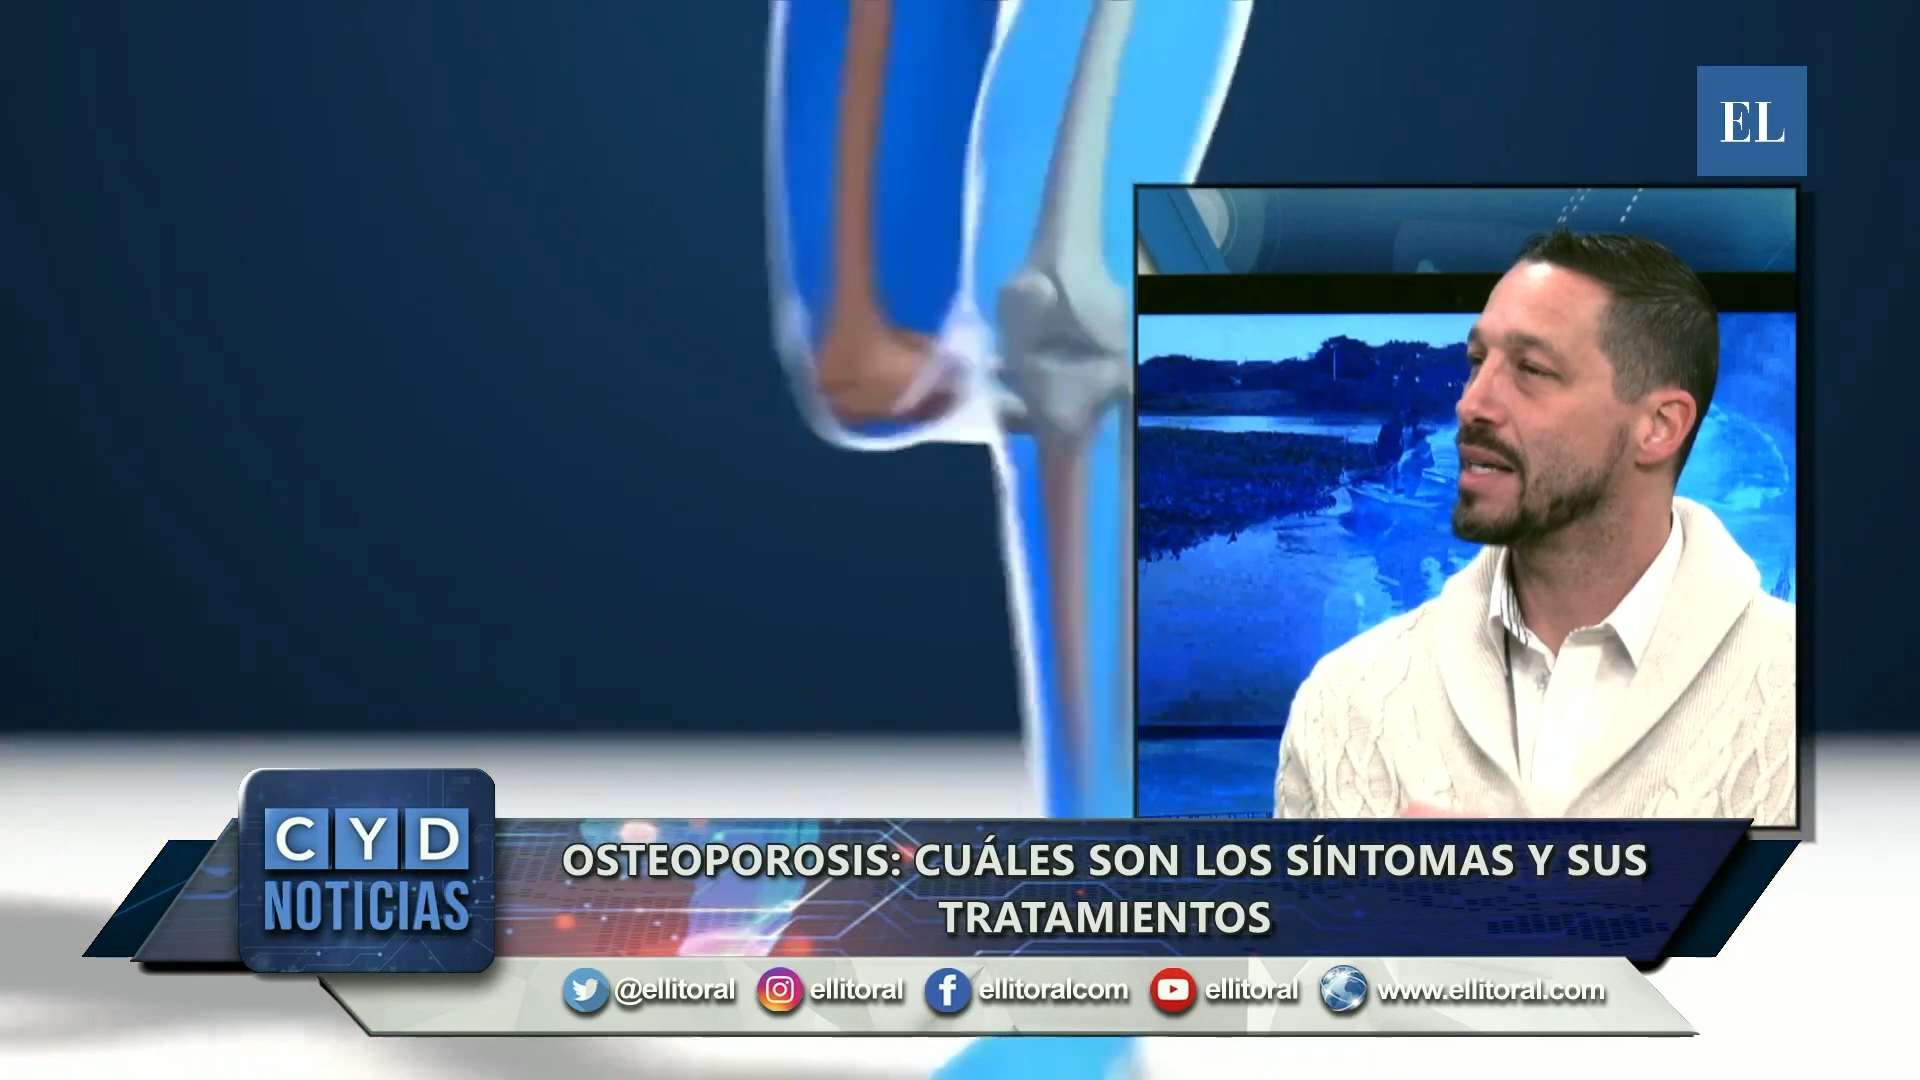 EL
CYD
NOTICIAS
OSTEOPOROSIS: CUÁLES SON LOS SÍNTOMAS Y SUS
TRATAMIENTOS
@ellitoral ellitoral ellitoralcom ellitoral www.ellitoral.com